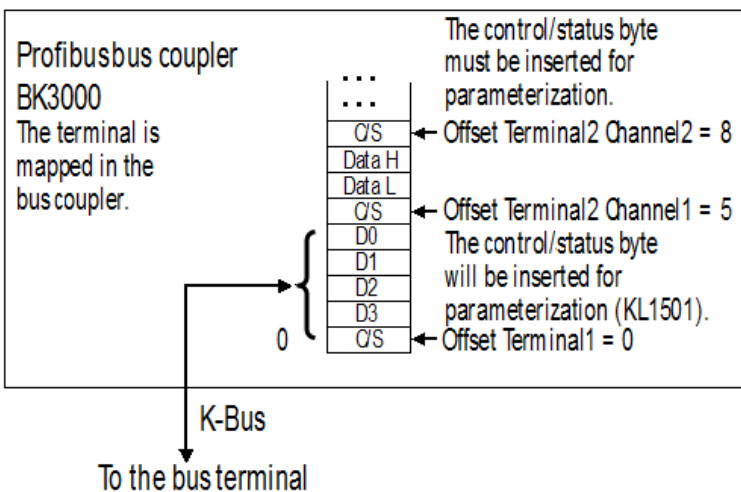 Profibusbus coupler
BK3000
The terminal is
mapped in the
bus coupler.
The control/status byte
must be inserted for
parameterization.
...
...
C/S
Offset Terminal2 Channel2 = 8
Data H
Data L
C/S
Offset Terminal2 Channel1 = 5
D0
D1
D2
D3
The control/status byte
will be inserted for
parameterization (KL1501).
0
C/S
Offset Terminal1 = 0
K-Bus
To the bus terminal